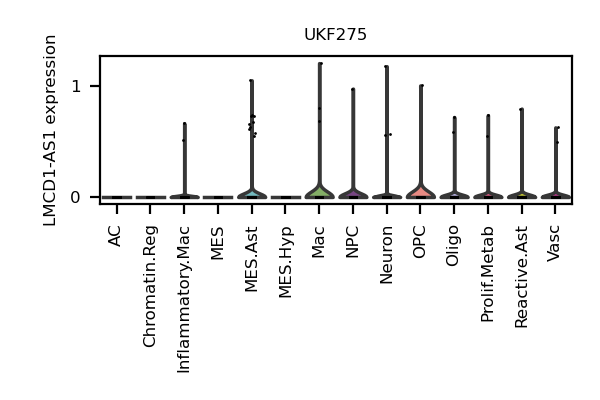 UKF275
LMCD1-AS1 expression
1
0
AC
Chromatin.Reg
Inflammatory.Mac
MES
MES.Ast
MES.Hyp
Mac
NPC
Neuron
OPC
Oligo
Prolif.Metab
Reactive.Ast
Vasc